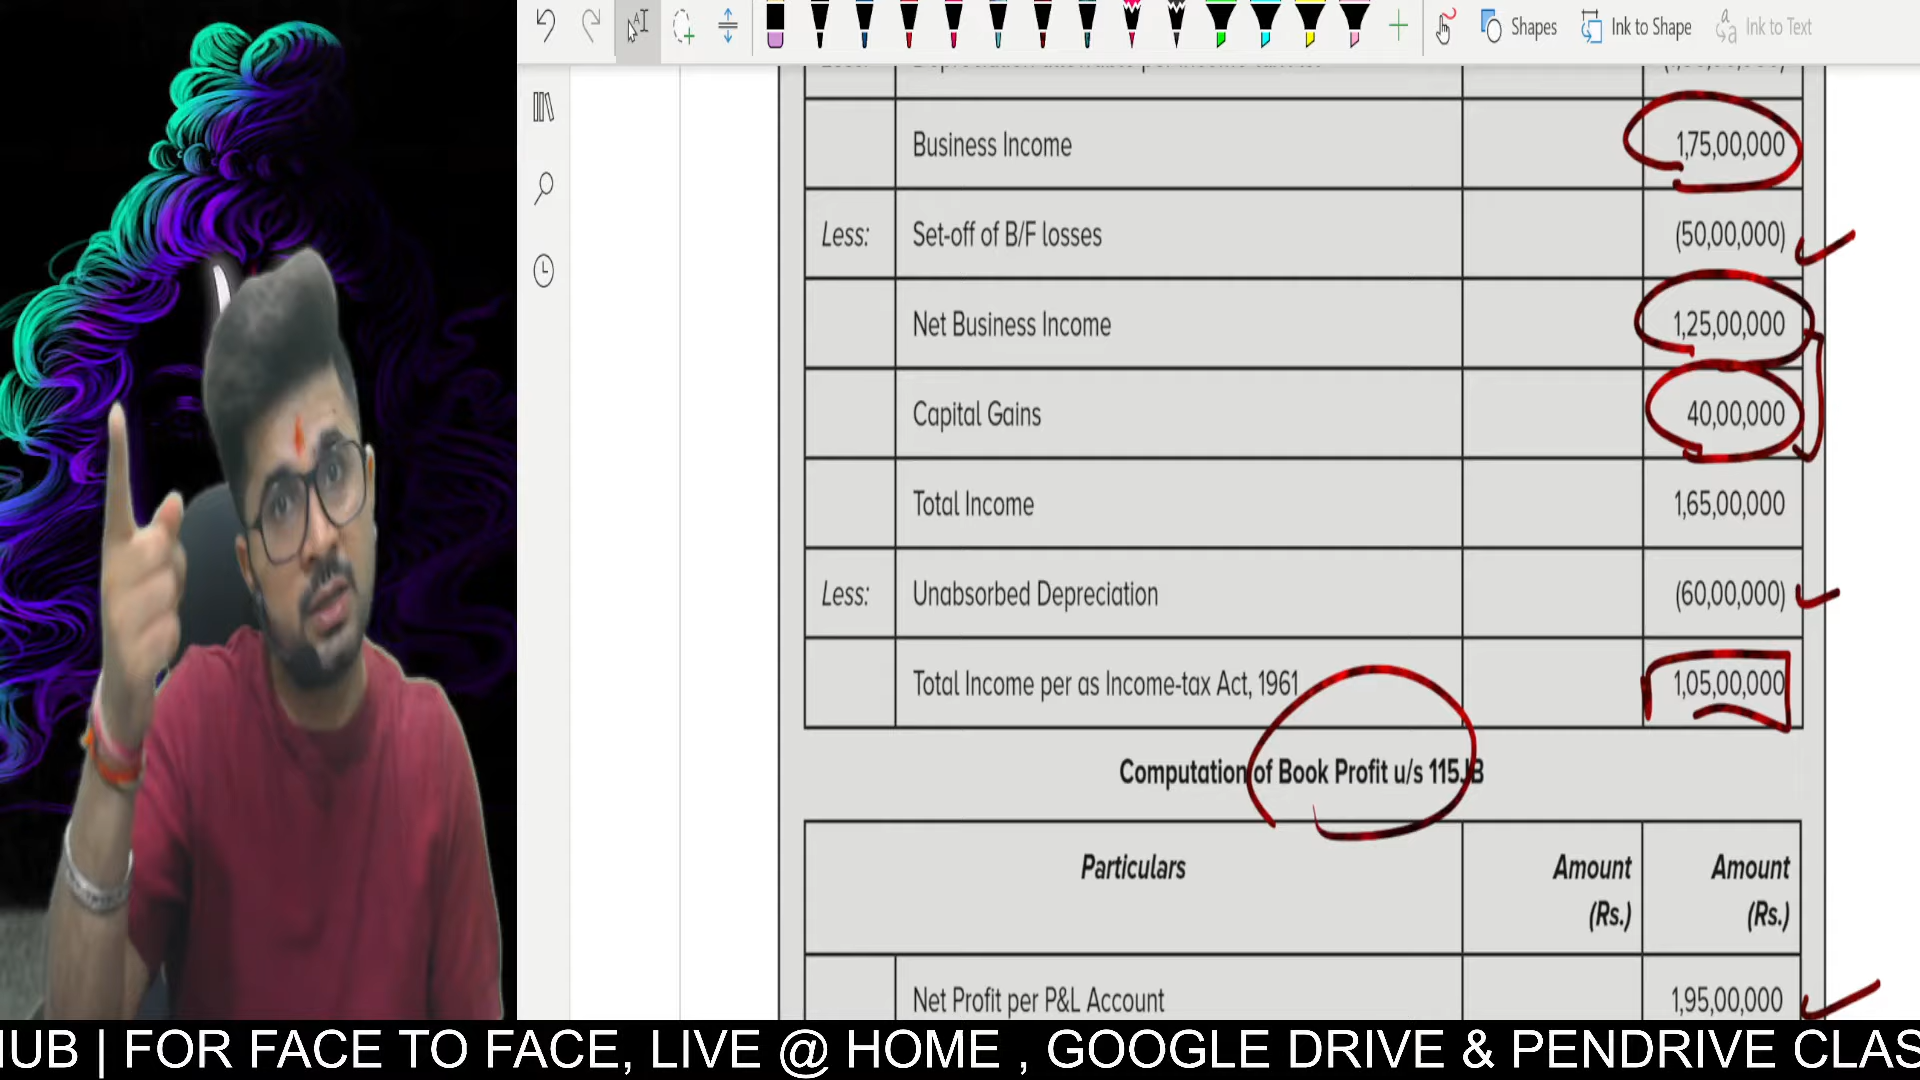 Shapes
Ink to Shape
Ink to Text
Business Income 1,75,00,000
Less: Set-off of B/F losses (50,00,000)
Net Business Income 1,25,00,000
Capital Gains 40,00,000
Total Income 1,65,00,000
Less: Unabsorbed Depreciation (60,00,000)
Total Income per as Income-tax Act, 1961 1,05,00,000
Computation of Book Profit u/s 115JB
Particulars Amount (Rs.) Amount (Rs.)
Net Profit per P&L Account 1,95,00,000
HUB | FOR FACE TO FACE, LIVE @ HOME , GOOGLE DRIVE & PENDRIVE CLAS